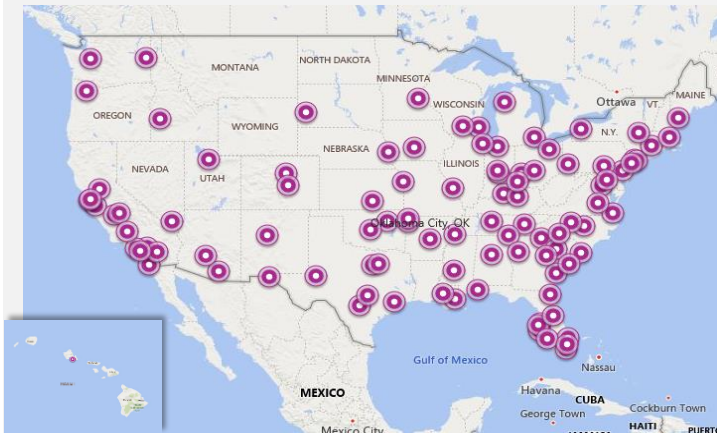 MONTANA
NORTH DAKOTA
MINNESOTA
Ottawa
MAINE
OREGON
WISCONSIN
VT.
N.Y.
WYOMING
NEBRASKA
ILLINOIS
NEVADA
UTAH
Oklahoma City, OK
Gulf of Mexico
Nassau
MEXICO
Havana
CUBA
Cockburn Town
George Town
HAITI
Mexico City